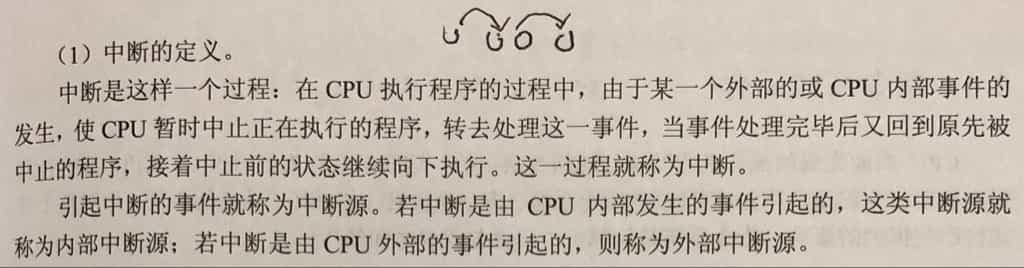 （1）中断的定义。
中断是这样一个过程：在 CPU 执行程序的过程中，由于某一个外部的或 CPU 内部事件的
发生，使 CPU 暂时中止正在执行的程序，转去处理这一事件，当事件处理完毕后又回到原先被
中止的程序，接着中止前的状态继续向下执行。这一过程就称为中断。
引起中断的事件就称为中断源。若中断是由 CPU 内部发生的事件引起的，这类中断源就
称为内部中断源；若中断是由 CPU 外部的事件引起的，则称为外部中断源。